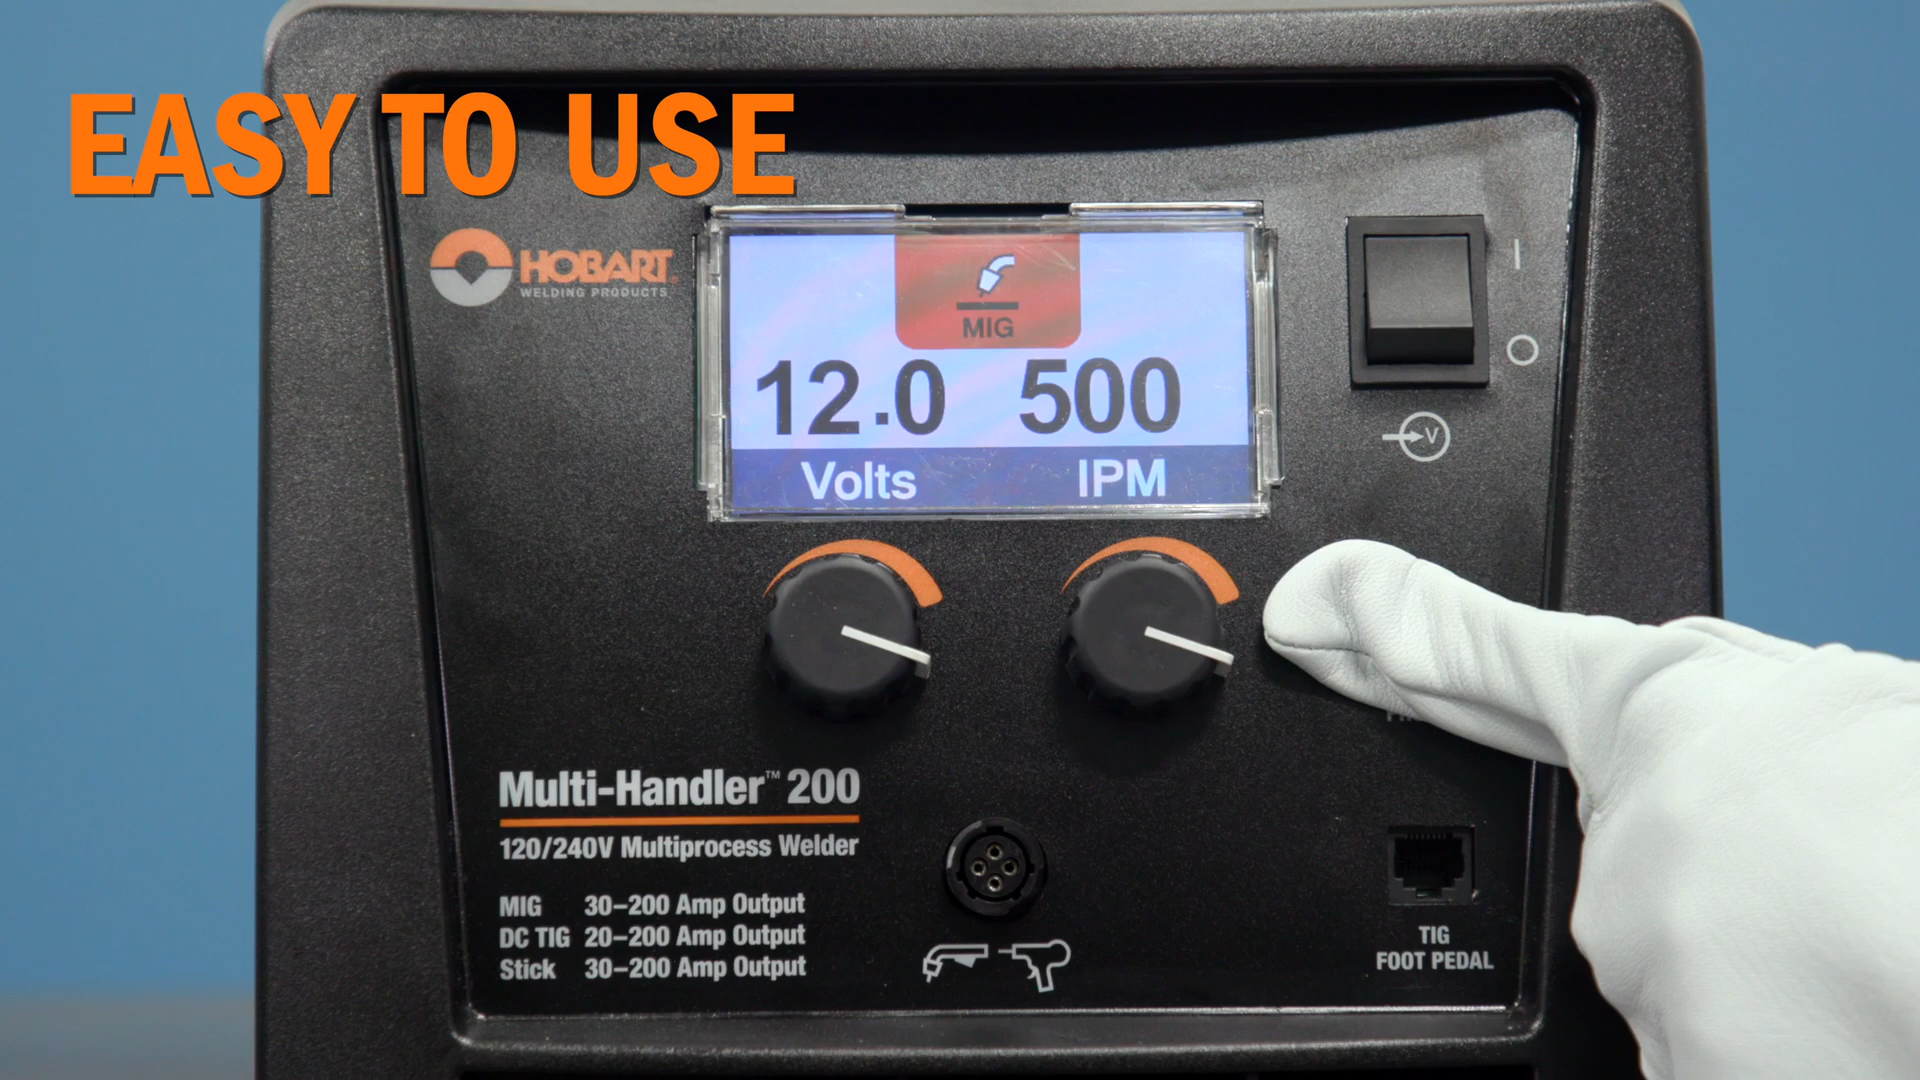 EASY TO USE
HOBART
WELDING PRODUCTS
MIG
12.0 500
Volts IPM
I
O
V
Multi-Handler™ 200
120/240V Multiprocess Welder
MIG 30–200 Amp Output
DC TIG 20–200 Amp Output
Stick 30–200 Amp Output
TIG
FOOT PEDAL